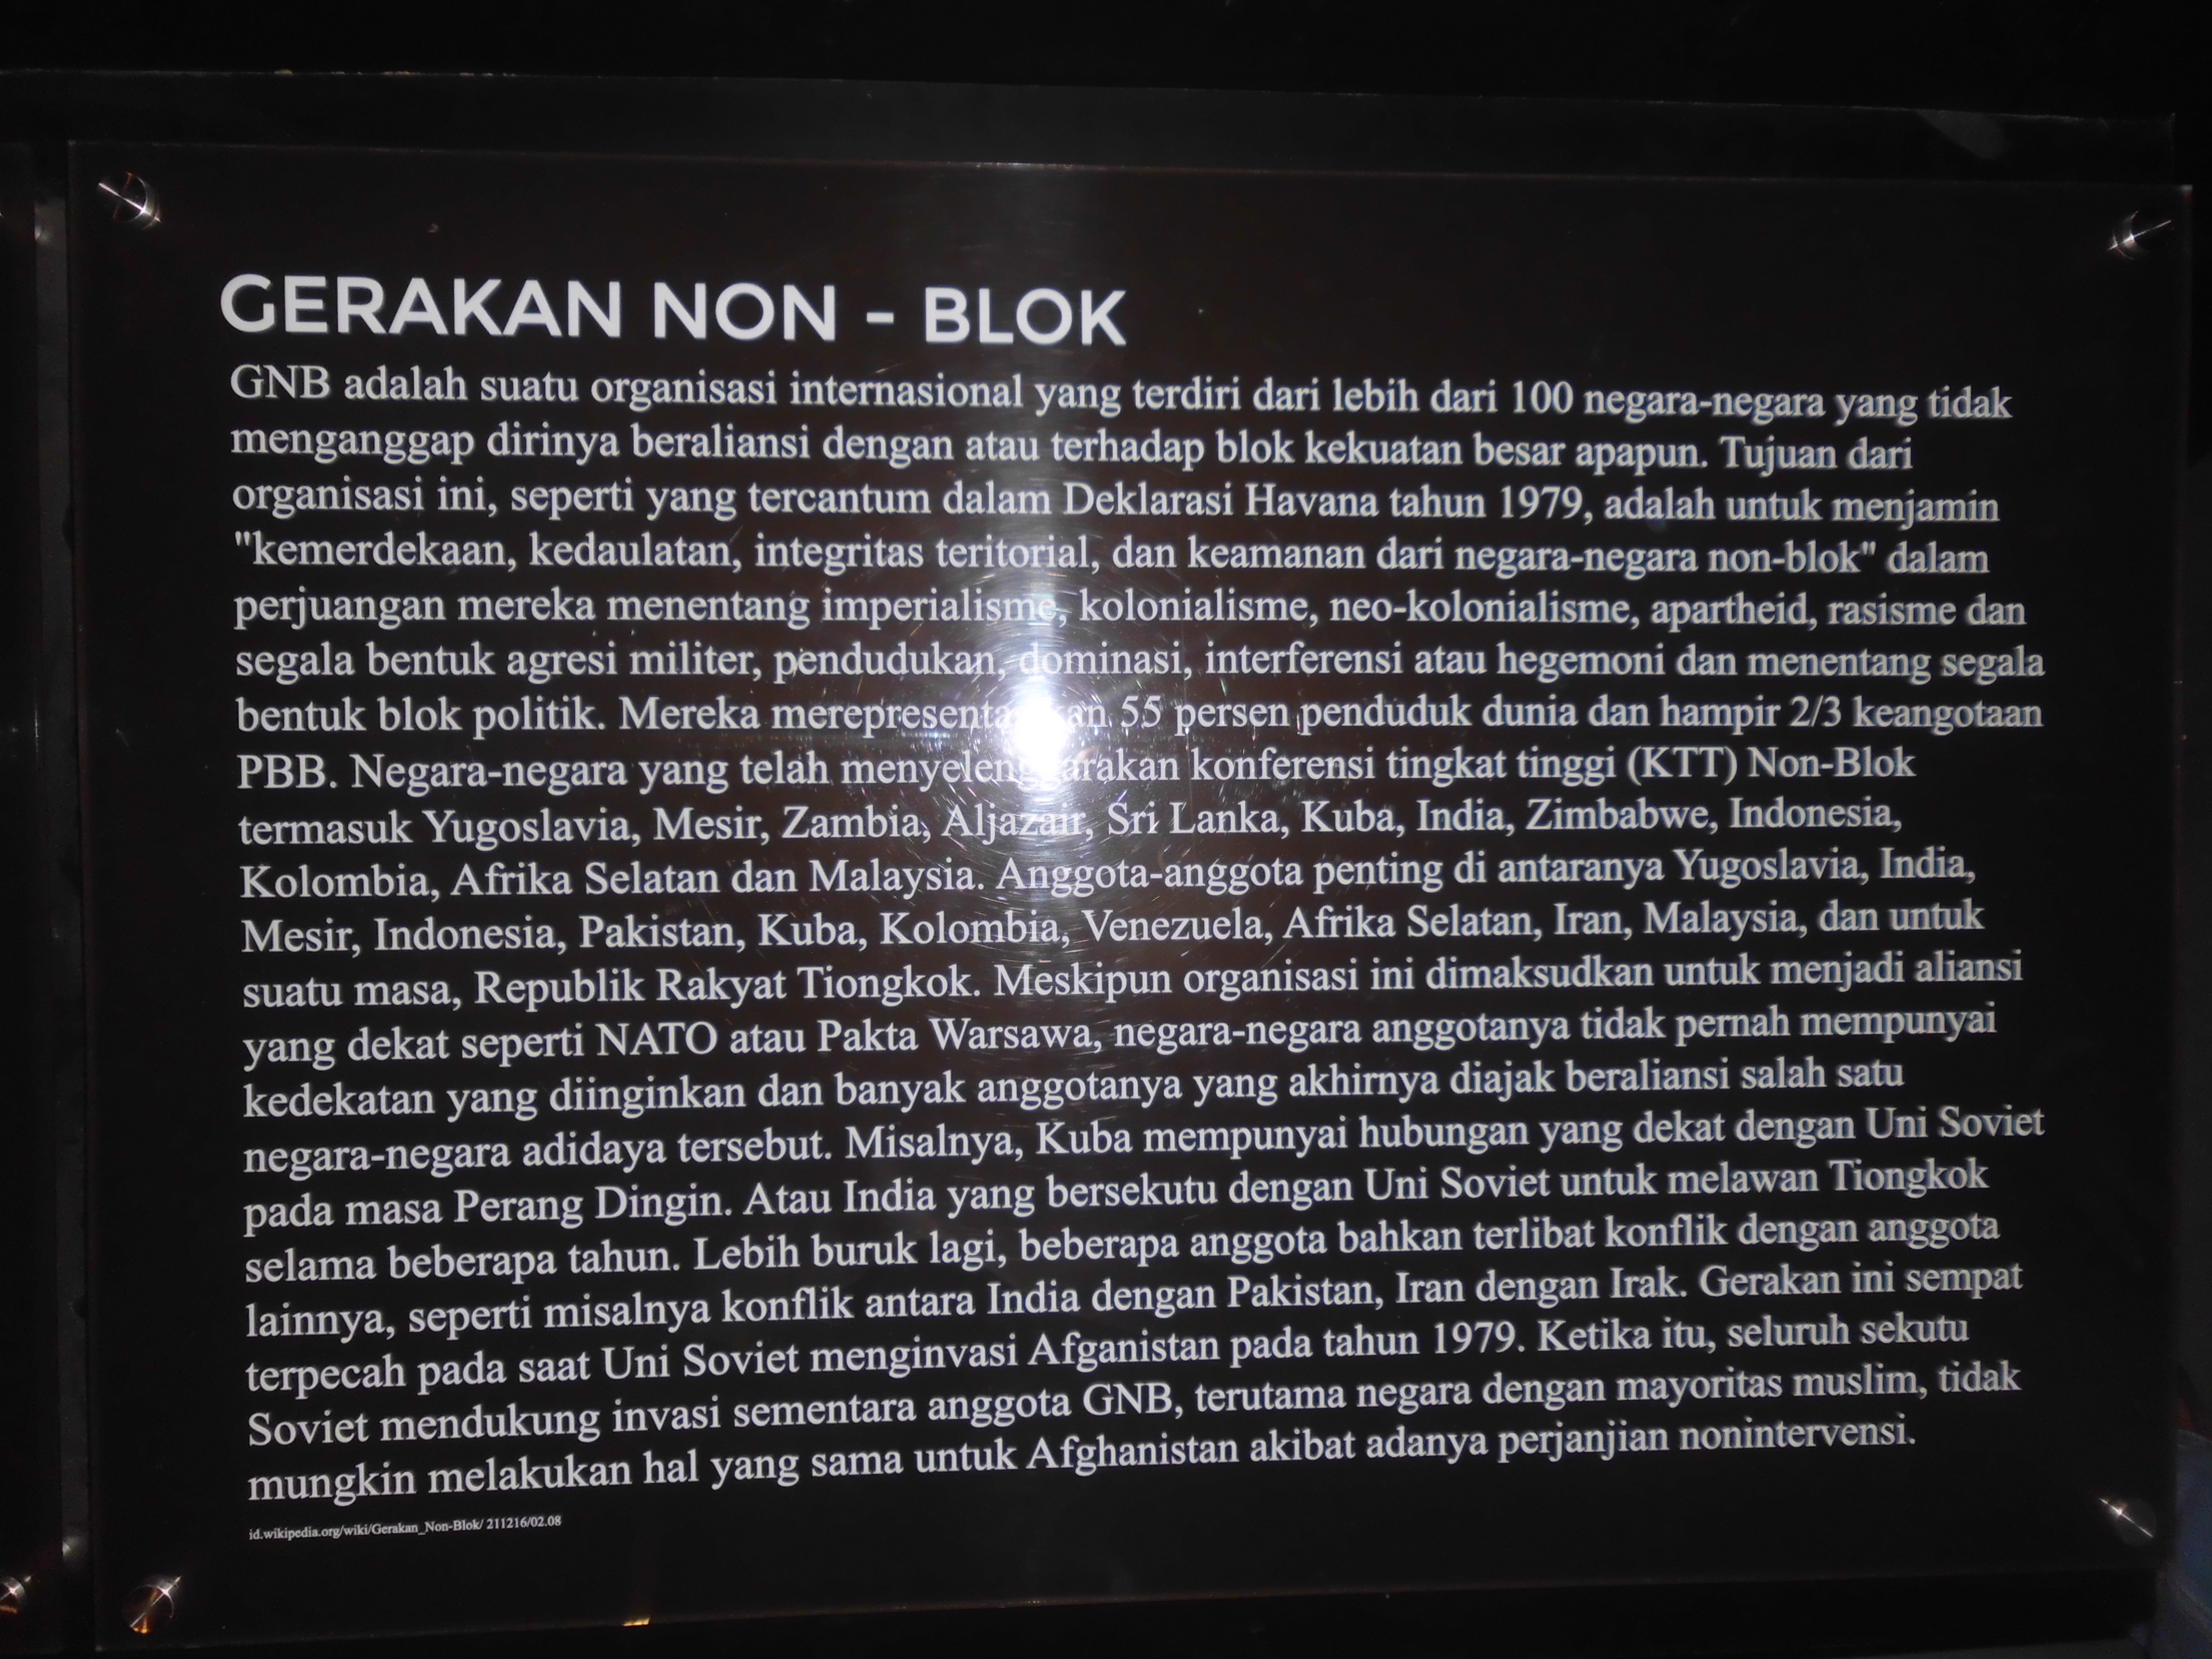 GERAKAN NON - BLOK
GNB adalah suatu organisasi internasional yang terdiri dari lebih dari 100 negara-negara yang tidak
menganggap dirinya beraliansi dengan atau terhadap blok kekuatan besar apapun. Tujuan dari
organisasi ini, seperti yang tercantum dalam Deklarasi Havana tahun 1979, adalah untuk menjamin
"kemerdekaan, kedaulatan, integritas teritorial, dan keamanan dari negara-negara non-blok" dalam
perjuangan mereka menentang imperialisme, kolonialisme, neo-kolonialisme, apartheid, rasisme dan
segala bentuk agresi militer, pendudukan, dominasi, interferensi atau hegemoni dan menentang segala
bentuk blok politik. Mereka 55 persen penduduk dunia dan hampir 2/3 keangotaan
PBB. Negara-negara yang telah menyelenggarakan konferensi tingkat tinggi (KTT) Non-Blok
termasuk Yugoslavia, Mesir, Zambia, Aljazair, Sri Lanka, Kuba, India, Zimbabwe, Indonesia,
Kolombia, Afrika Selatan dan Malaysia. Anggota-anggota penting di antaranya Yugoslavia, India,
Mesir, Indonesia, Pakistan, Kuba, Kolombia, Venezuela, Afrika Selatan, Iran, Malaysia, dan untuk
suatu masa, Republik Rakyat Tiongkok. Meskipun organisasi ini dimaksudkan untuk menjadi aliansi
yang dekat seperti NATO atau Pakta Warsawa, negara-negara anggotanya tidak pernah mempunyai
kedekatan yang diinginkan dan banyak anggotanya yang akhirnya diajak beraliansi salah satu
negara-negara adidaya tersebut. Misalnya, Kuba mempunyai hubungan yang dekat dengan Uni Soviet
pada masa Perang Dingin. Atau India yang bersekutu dengan Uni Soviet untuk melawan Tiongkok
selama beberapa tahun. Lebih buruk lagi, beberapa anggota bahkan terlibat konflik dengan anggota
lainnya, seperti misalnya konflik antara India dengan Pakistan, Iran dengan Irak. Gerakan ini sempat
terpecah pada saat Uni Soviet menginvasi Afganistan pada tahun 1979. Ketika itu, seluruh sekutu
Soviet mendukung invasi sementara anggota GNB, terutama negara dengan mayoritas muslim, tidak
mungkin melakukan hal yang sama untuk Afghanistan akibat adanya perjanjian nonintervensi.
id.wikipedia.org/wiki/Gerakan_Non-Blok/ 211216/02.08